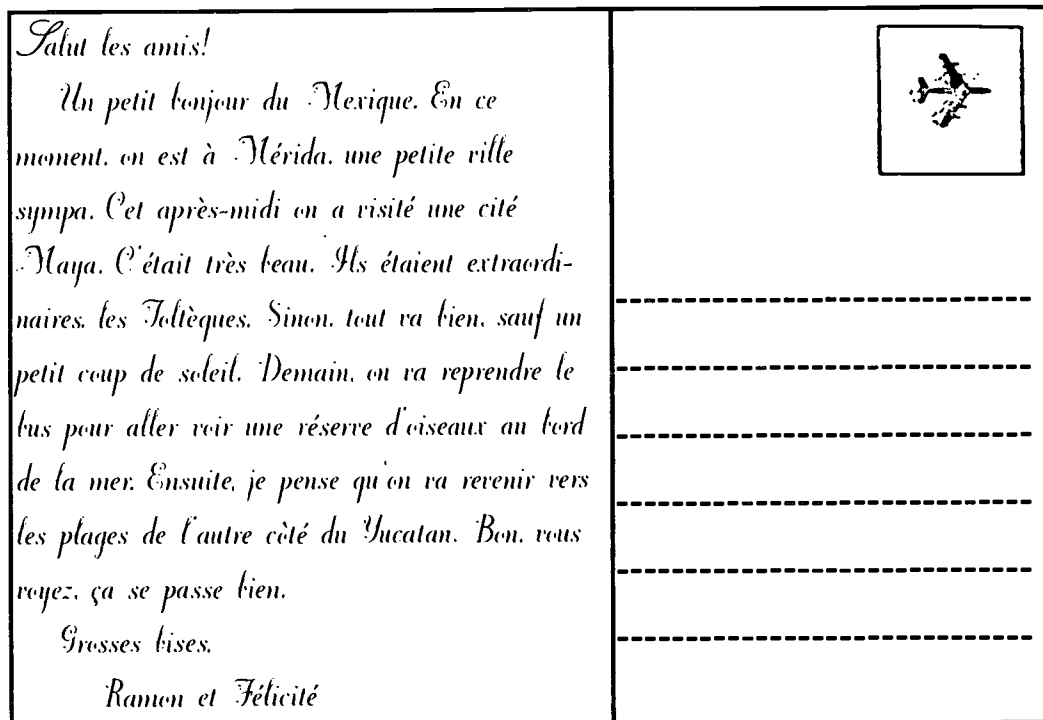 Salut les amis!
Un petit bonjour du Mexique. En ce
moment, on est à Mérida, une petite ville
sympa. Cet après-midi on a visité une cité
Maya. C'était très beau. Ils étaient extraordi-
naires, les Toltèques. Sinon, tout va bien, sauf un
petit coup de soleil. Demain, on va reprendre le
bus pour aller voir une réserve d'oiseaux au bord
de la mer. Ensuite, je pense qu'on va revenir vers
les plages de l'autre côté du Yucatan. Bon, vous
voyez, ça se passe bien.
Grosses bises,
Ramon et Félicité